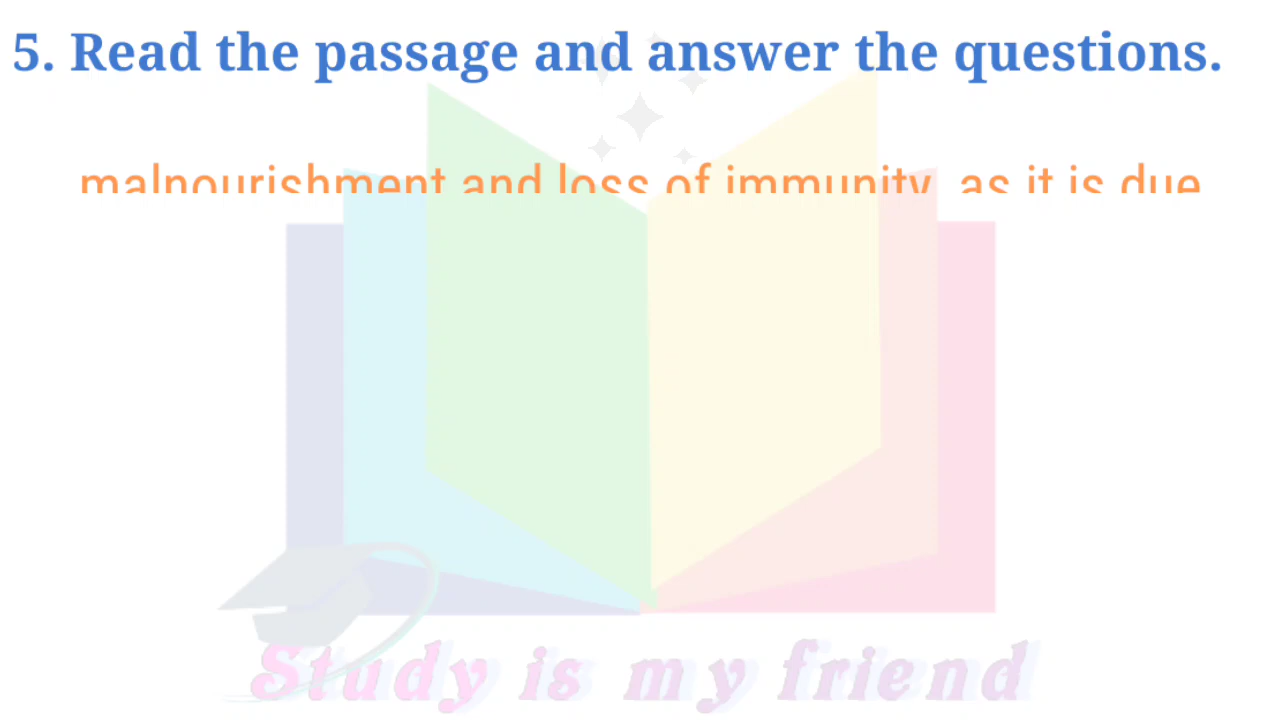 5. Read the passage and answer the questions.
malnourishment and loss of immunity, as it is due
Study is my friend